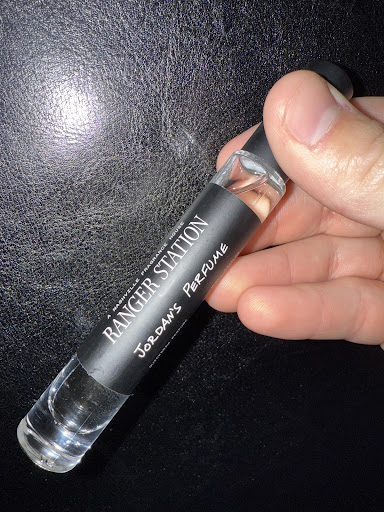 A NASHVILLE FRAGRANCE HOUSE
RANGER STATION
JORDAN'S PERFUME